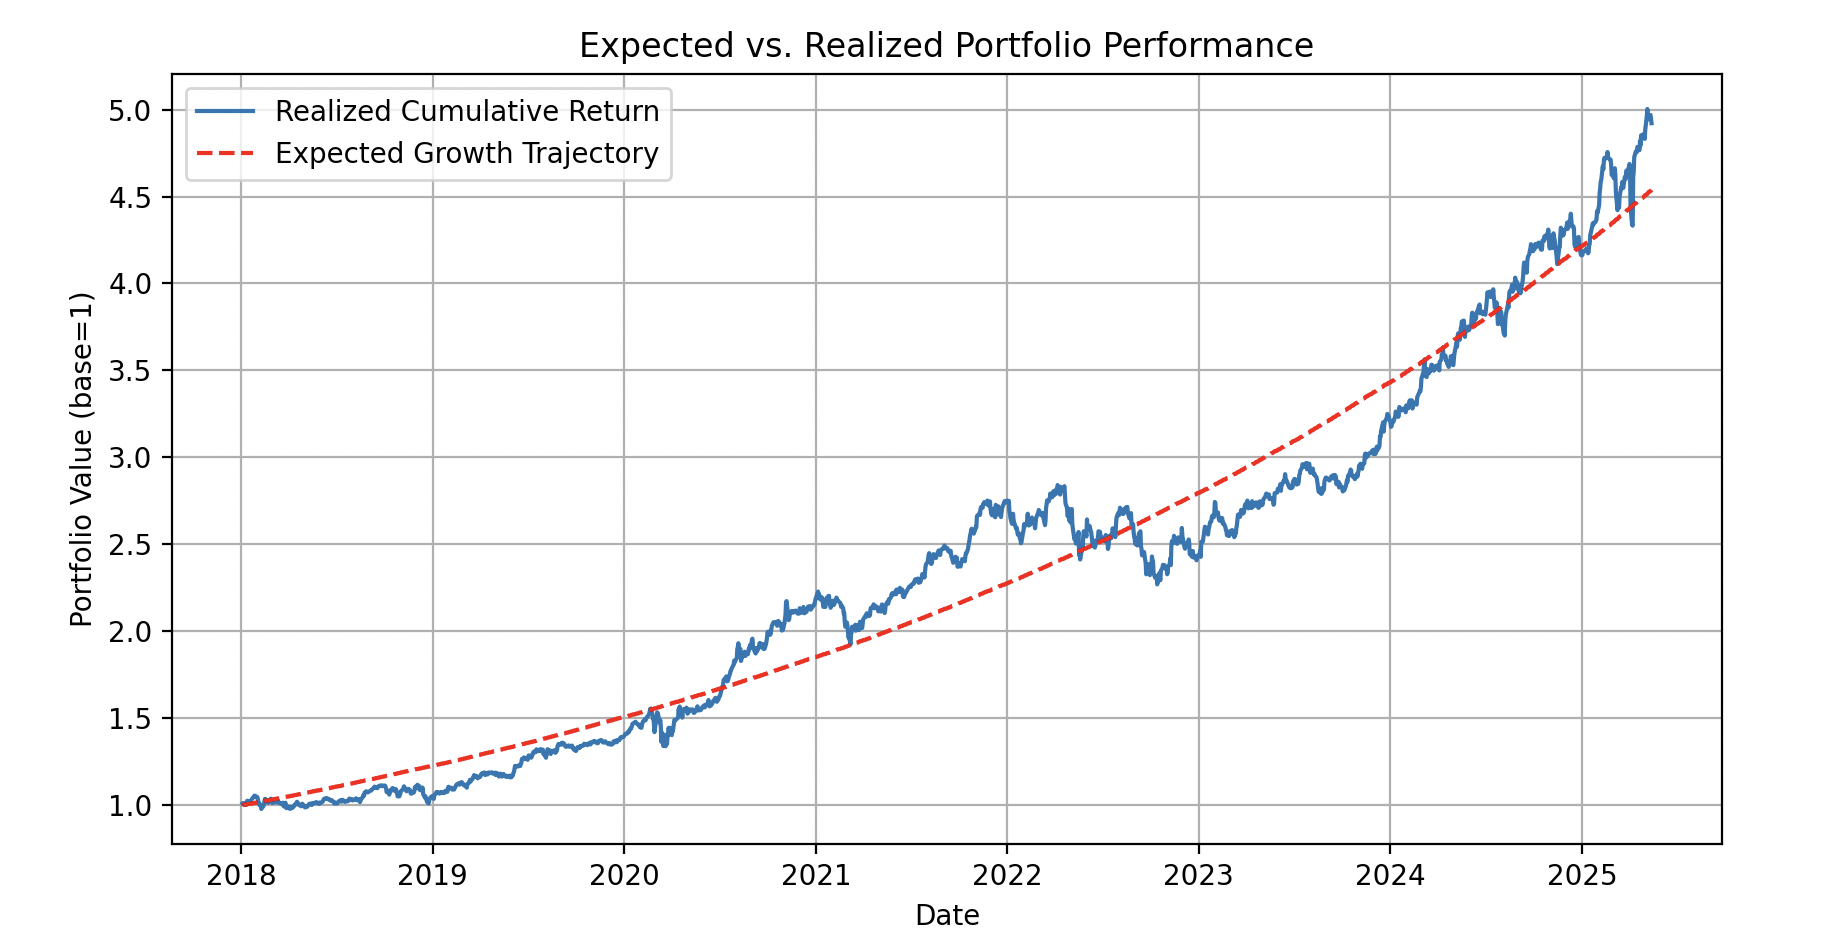 Expected vs. Realized Portfolio Performance
Realized Cumulative Return
Expected Growth Trajectory
Portfolio Value (base=1)
5.0
4.5
4.0
3.5
3.0
2.5
2.0
1.5
1.0
2018 2019 2020 2021 2022 2023 2024 2025
Date